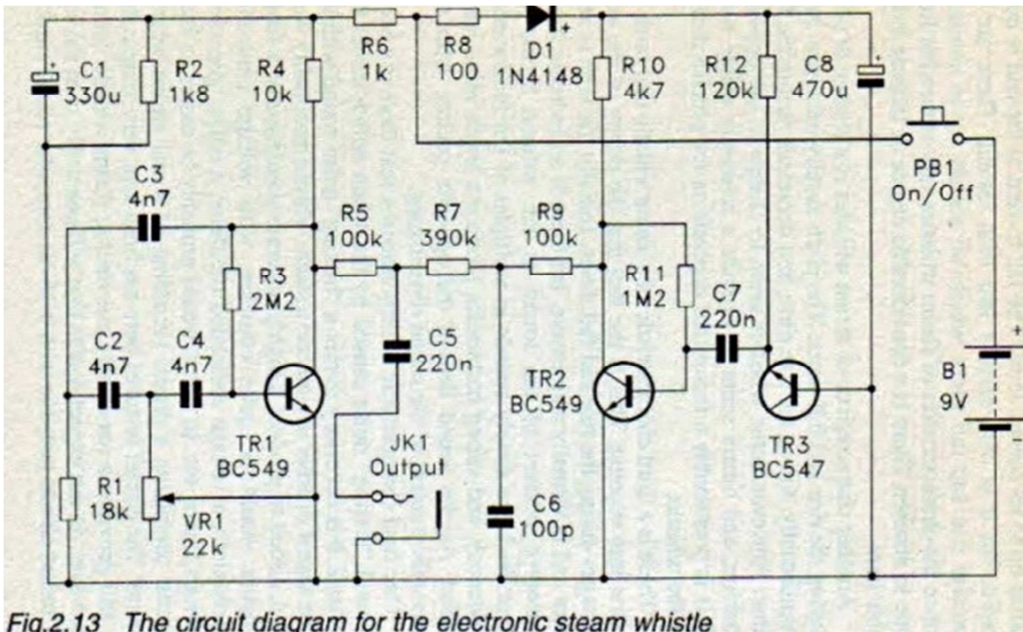 R6
1k
R8
100
D1
1N4148
+
+
C1
330u
R2
1k8
R4
10k
R10
4k7
R12
120k
C8
470u
+
PB1
On/Off
C3
4n7
R5
100k
R7
390k
R9
100k
R3
2M2
R11
1M2
C7
220n
C2
4n7
C4
4n7
C5
220n
TR2
BC549
+
B1
9V
-
TR1
BC549
JK1
Output
TR3
BC547
R1
18k
VR1
22k
C6
100p
Fig.2.13 The circuit diagram for the electronic steam whistle